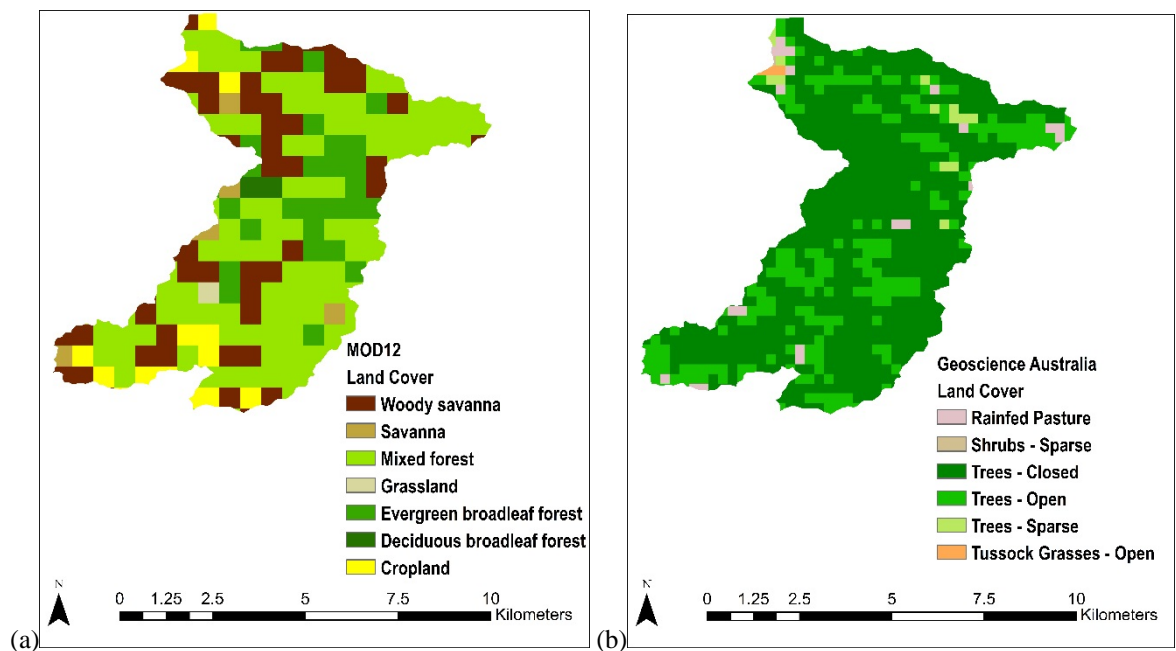 MOD12
Land Cover
Woody savanna
Savanna
Mixed forest
Grassland
Evergreen broadleaf forest
Deciduous broadleaf forest
Cropland
N
0 1.25 2.5 5 7.5 10
Kilometers
(a)
Geoscience Australia
Land Cover
Rainfed Pasture
Shrubs - Sparse
Trees - Closed
Trees - Open
Trees - Sparse
Tussock Grasses - Open
N
0 1.25 2.5 5 7.5 10
Kilometers
(b)